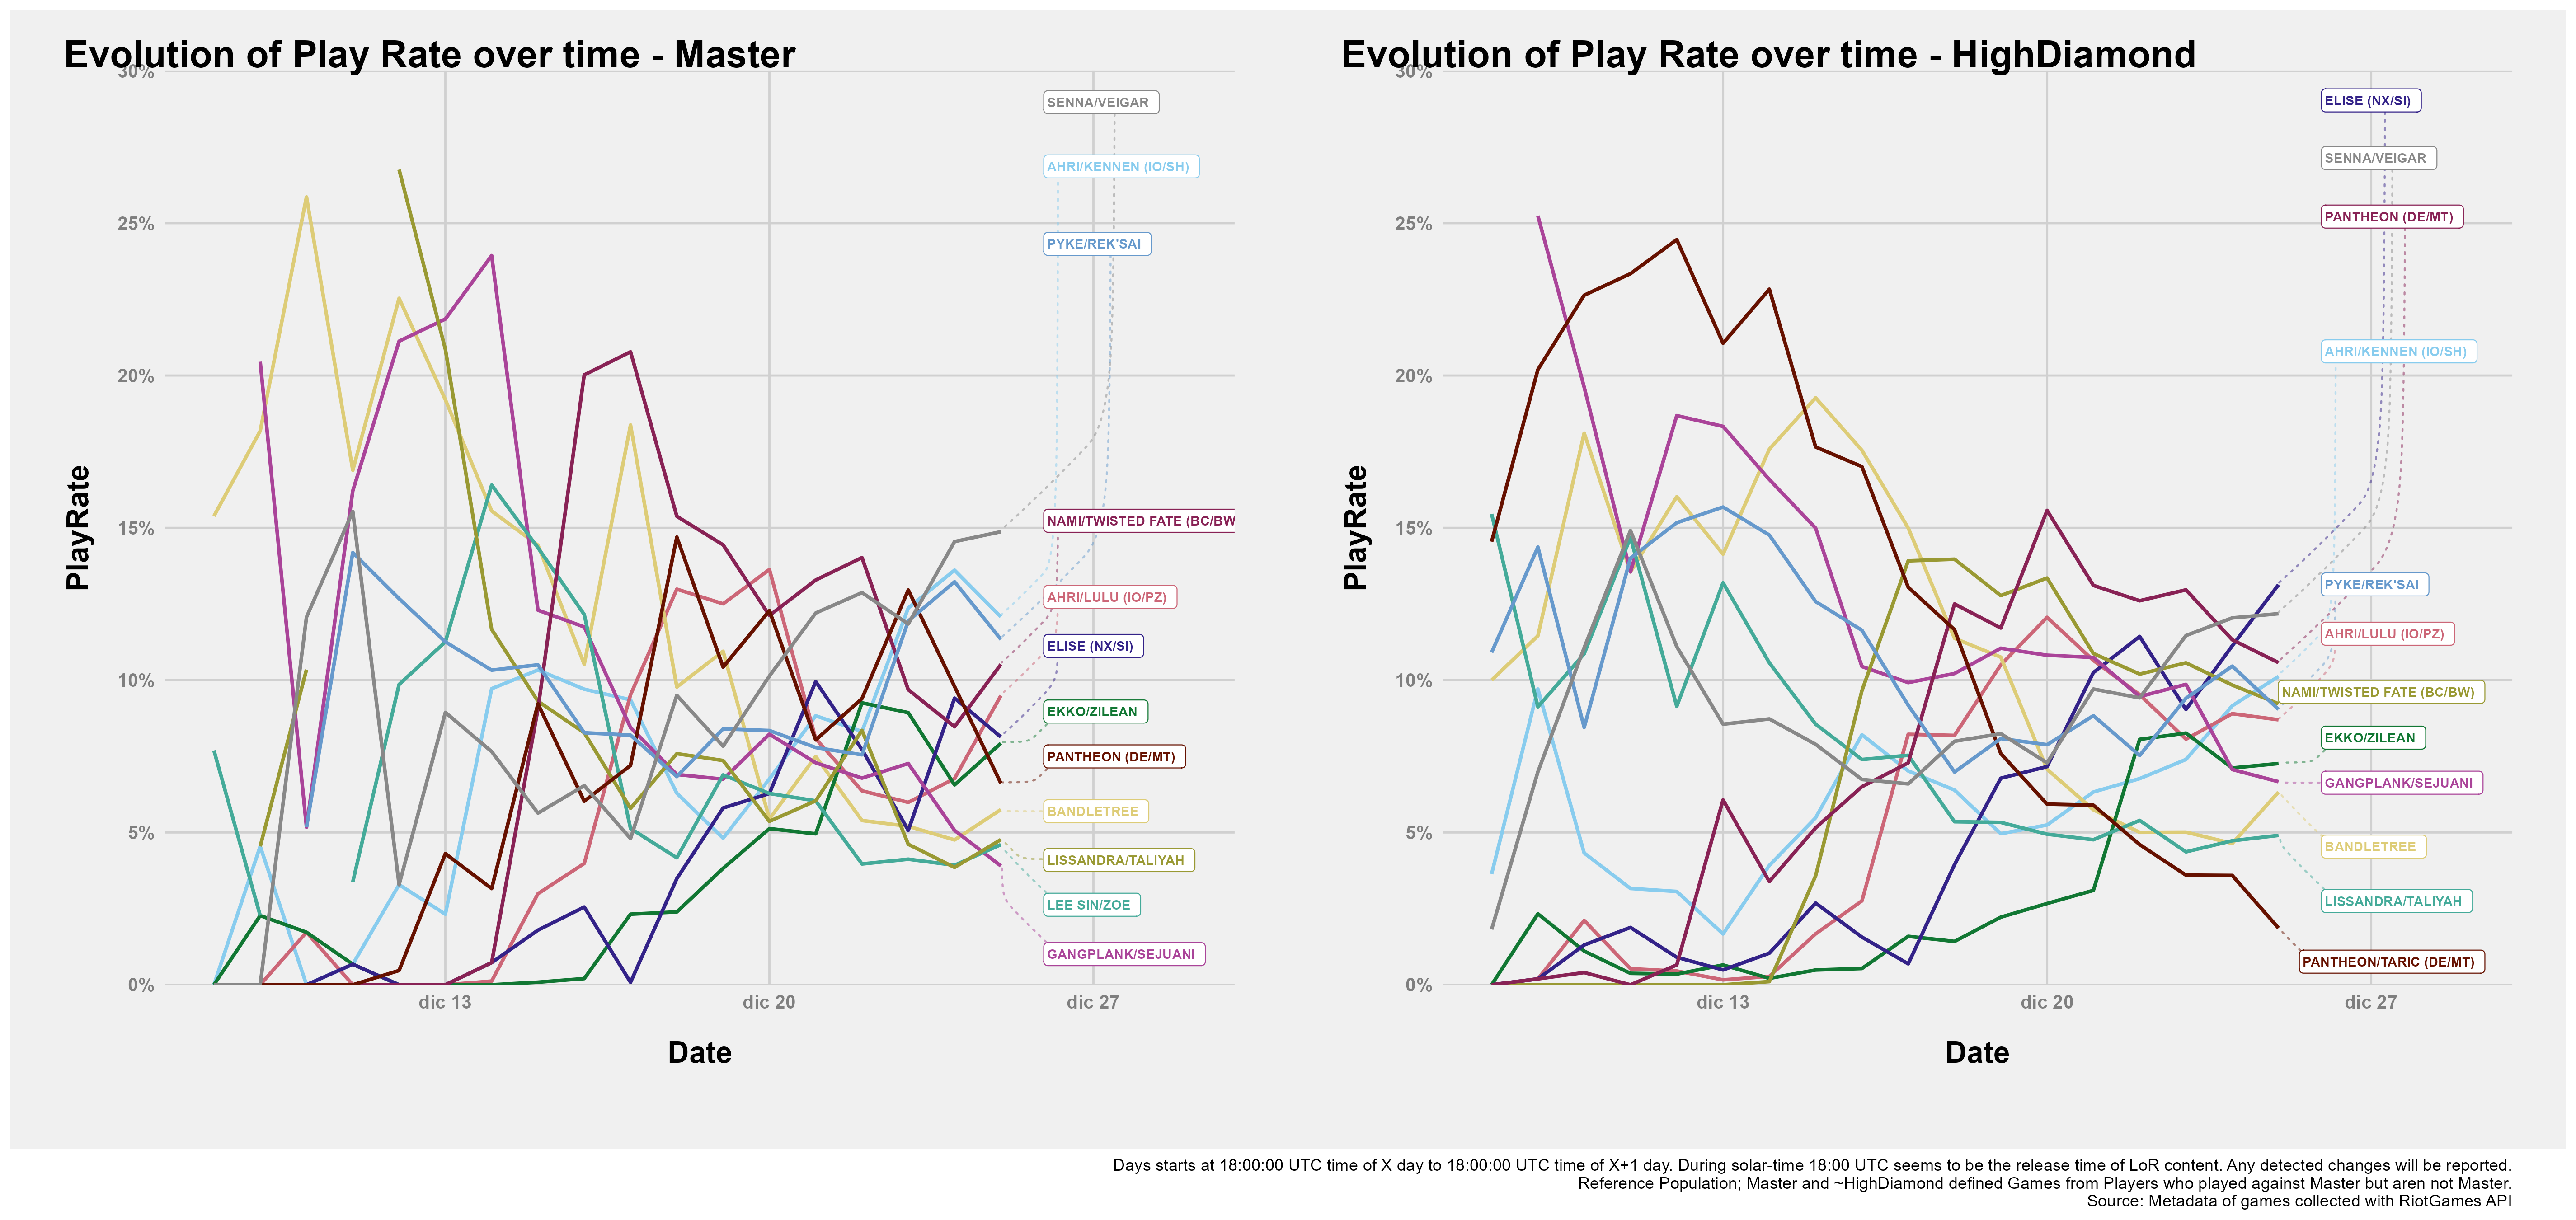 Evolution of Play Rate over time - Master
30%
25%
20%
15%
10%
5%
0%
PlayRate
SENNA/VEIGAR
AHRI/KENNEN (IO/SH)
PYKE/REK'SAI
NAMI/TWISTED FATE (BC/BW
AHRI/LULU (IO/PZ)
ELISE (NX/SI)
EKKO/ZILEAN
PANTHEON (DE/MT)
BANDLETREE
LISSANDRA/TALIYAH
LEE SIN/ZOE
GANGPLANK/SEJUANI
dic 13
dic 20
dic 27
Date
Evolution of Play Rate over time - HighDiamond
30%
25%
20%
15%
10%
5%
0%
PlayRate
ELISE (NX/SI)
SENNA/VEIGAR
PANTHEON (DE/MT)
AHRI/KENNEN (IO/SH)
PYKE/REK'SAI
AHRI/LULU (IO/PZ)
NAMI/TWISTED FATE (BC/BW)
EKKO/ZILEAN
GANGPLANK/SEJUANI
BANDLETREE
LISSANDRA/TALIYAH
PANTHEON/TARIC (DE/MT)
dic 13
dic 20
dic 27
Date
Days starts at 18:00:00 UTC time of X day to 18:00:00 UTC time of X+1 day. During solar-time 18:00 UTC seems to be the release time of LoR content. Any detected changes will be reported.
Reference Population; Master and ~HighDiamond defined Games from Players who played against Master but aren not Master.
Source: Metadata of games collected with RiotGames API